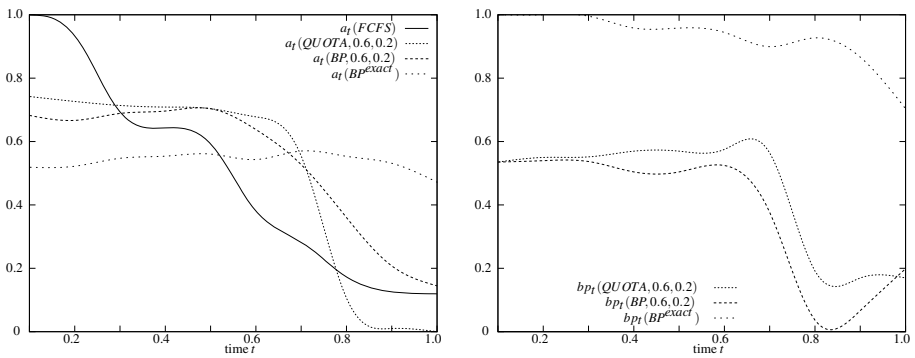 1.0
0.8
0.6
0.4
0.2
0
0.2
0.4
0.6
0.8
1.0
time t
a_t(FCFS)
a_t(QUOTA,0.6,0.2)
a_t(BP,0.6,0.2)
a_t(BP^exact)
1.0
0.8
0.6
0.4
0.2
0
0.2
0.4
0.6
0.8
1.0
time t
bp_t(QUOTA,0.6,0.2)
bp_t(BP,0.6,0.2)
bp_t(BP^exact)